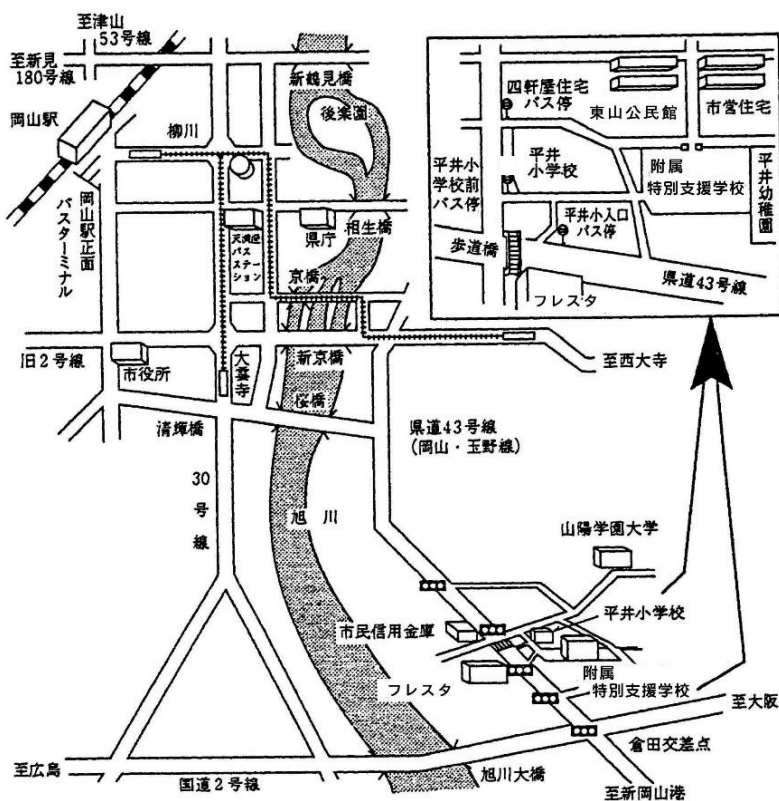 至津山
53号線
至新見
180号線
岡山駅
柳川
新鶴見橋
後楽園
岡山駅正面
バスターミナル
天満屋
バス
ステー
ション
県庁
相生橋
京橋
旧2号線
市役所
大雲寺
新京橋
至西大寺
桜橋
清輝橋
県道43号線
(岡山・玉野線)
30号線
旭川
山陽学園大学
平井小学校
市民信用金庫
フレスタ
附属
特別支援学校
至大阪
倉田交差点
至広島
国道2号線
旭川大橋
至新岡山港
四軒屋住宅
バス停
東山公民館
市営住宅
平井小
学校前
バス停
平井
小学校
附属
特別支援学校
平井幼稚園
平井小入口
バス停
歩道橋
県道43号線
フレスタ